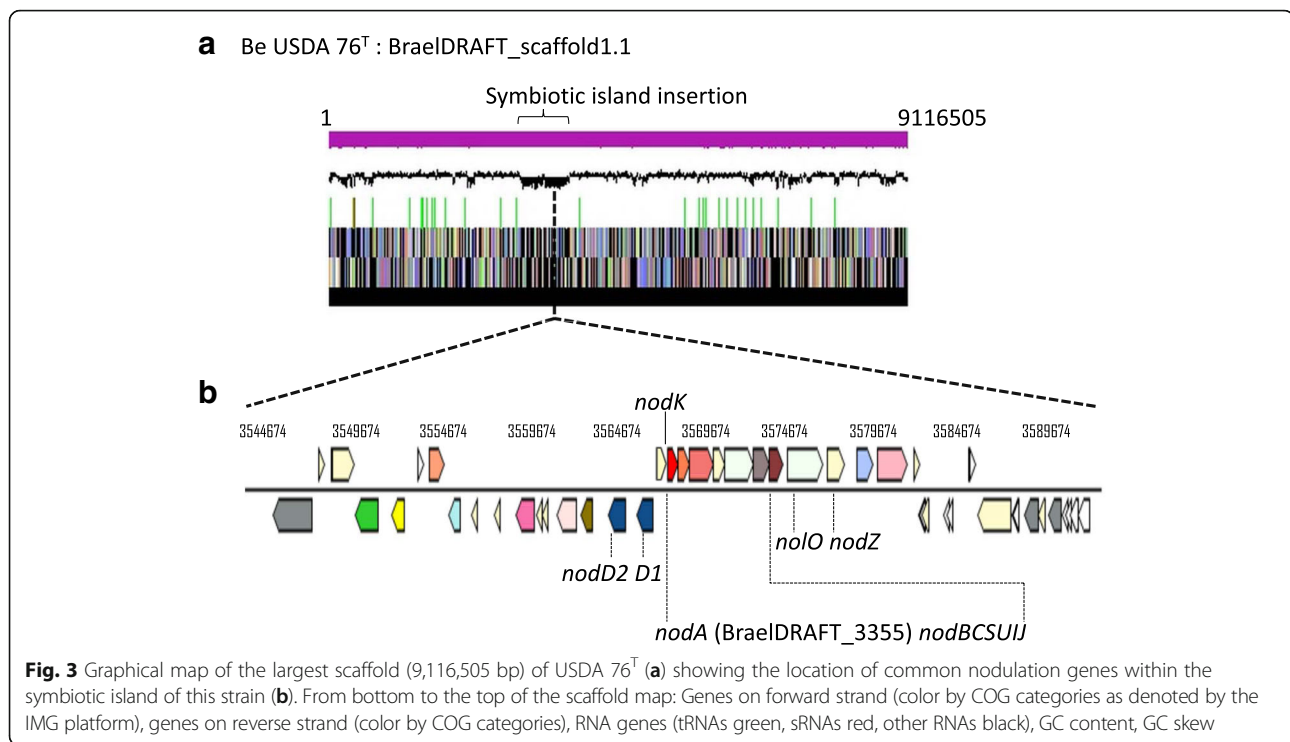 a Be USDA 76ᵀ : BraelDRAFT_scaffold1.1
Symbiotic island insertion
1 9116505
b
nodK
3544674 3549674 3554674 3559674 3564674 3569674 3574674 3579674 3584674 3589674
nolO nodZ
nodD2 D1
nodA (BraelDRAFT_3355) nodBCSUIJ
Fig. 3 Graphical map of the largest scaffold (9,116,505 bp) of USDA 76ᵀ (a) showing the location of common nodulation genes within the
symbiotic island of this strain (b). From bottom to the top of the scaffold map: Genes on forward strand (color by COG categories as denoted by the
IMG platform), genes on reverse strand (color by COG categories), RNA genes (tRNAs green, sRNAs red, other RNAs black), GC content, GC skew